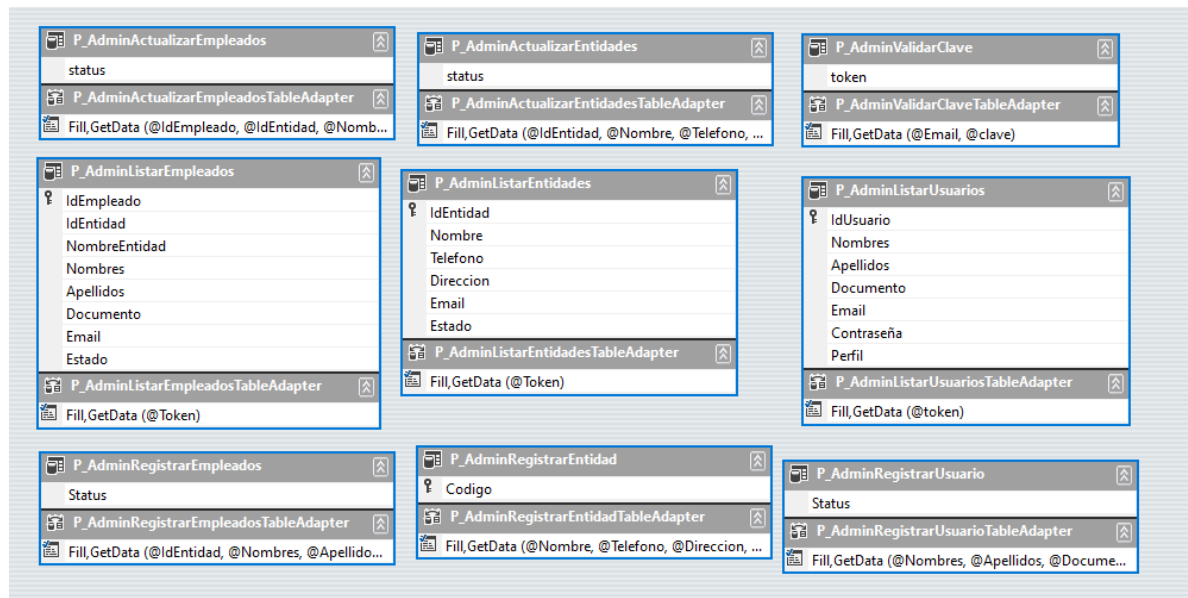 P_AdminActualizarEmpleados
status
P_AdminActualizarEmpleadosTableAdapter
Fill,GetData (@IdEmpleado, @IdEntidad, @Nomb...
P_AdminActualizarEntidades
status
P_AdminActualizarEntidadesTableAdapter
Fill,GetData (@IdEntidad, @Nombre, @Telefono, ...
P_AdminValidarClave
token
P_AdminValidarClaveTableAdapter
Fill,GetData (@Email, @clave)
P_AdminListarEmpleados
IdEmpleado
IdEntidad
NombreEntidad
Nombres
Apellidos
Documento
Email
Estado
P_AdminListarEmpleadosTableAdapter
Fill,GetData (@Token)
P_AdminListarEntidades
IdEntidad
Nombre
Telefono
Direccion
Email
Estado
P_AdminListarEntidadesTableAdapter
Fill,GetData (@Token)
P_AdminListarUsuarios
IdUsuario
Nombres
Apellidos
Documento
Email
Contraseña
Perfil
P_AdminListarUsuariosTableAdapter
Fill,GetData (@token)
P_AdminRegistrarEmpleados
Status
P_AdminRegistrarEmpleadosTableAdapter
Fill,GetData (@IdEntidad, @Nombres, @Apellido...
P_AdminRegistrarEntidad
Codigo
P_AdminRegistrarEntidadTableAdapter
Fill,GetData (@Nombre, @Telefono, @Direccion, ...
P_AdminRegistrarUsuario
Status
P_AdminRegistrarUsuarioTableAdapter
Fill,GetData (@Nombres, @Apellidos, @Docume...